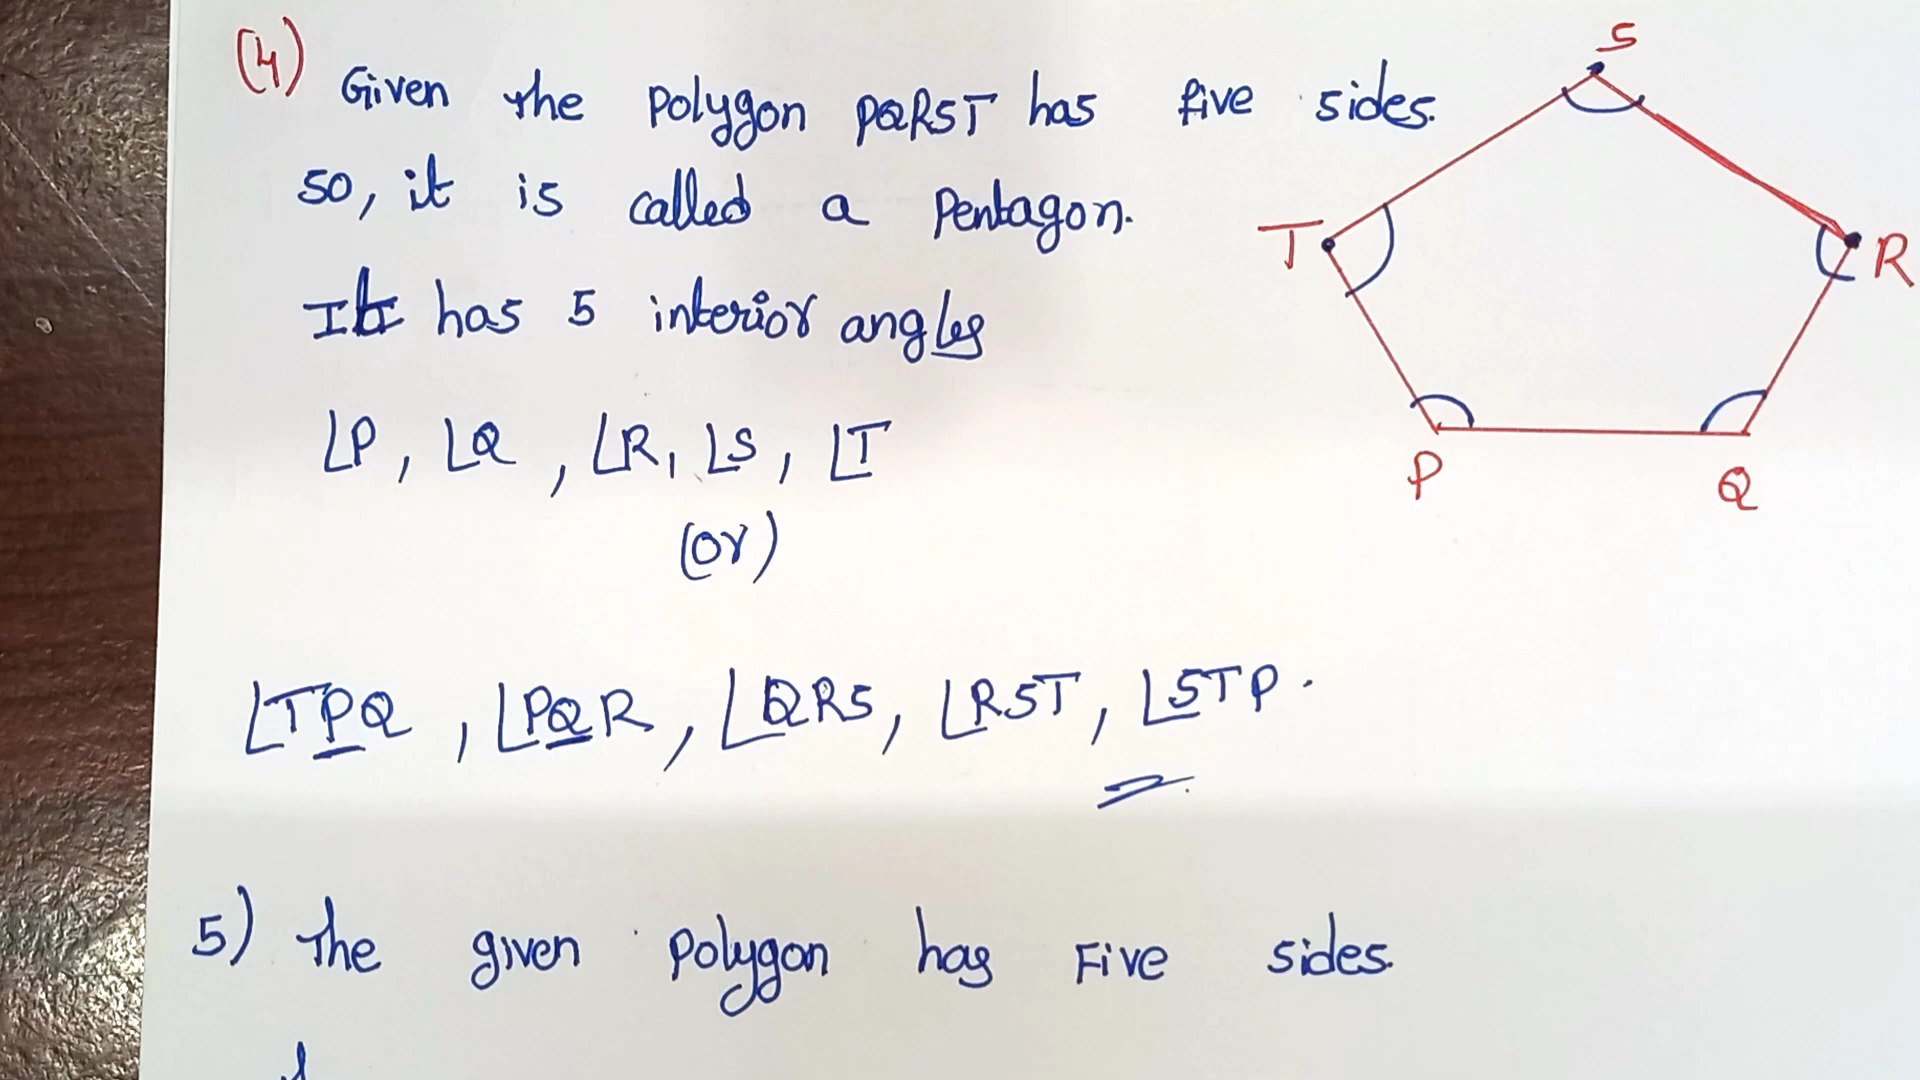 (4) Given the Polygon PQRST has five sides.
so, it is called a Pentagon.
It has 5 interior angles
∠P, ∠Q, ∠R, ∠S, ∠T
(or)
∠TPQ, ∠PQR, ∠QRS, ∠RST, ∠STP.
S
T
R
P
Q
5) The given Polygon has Five sides.